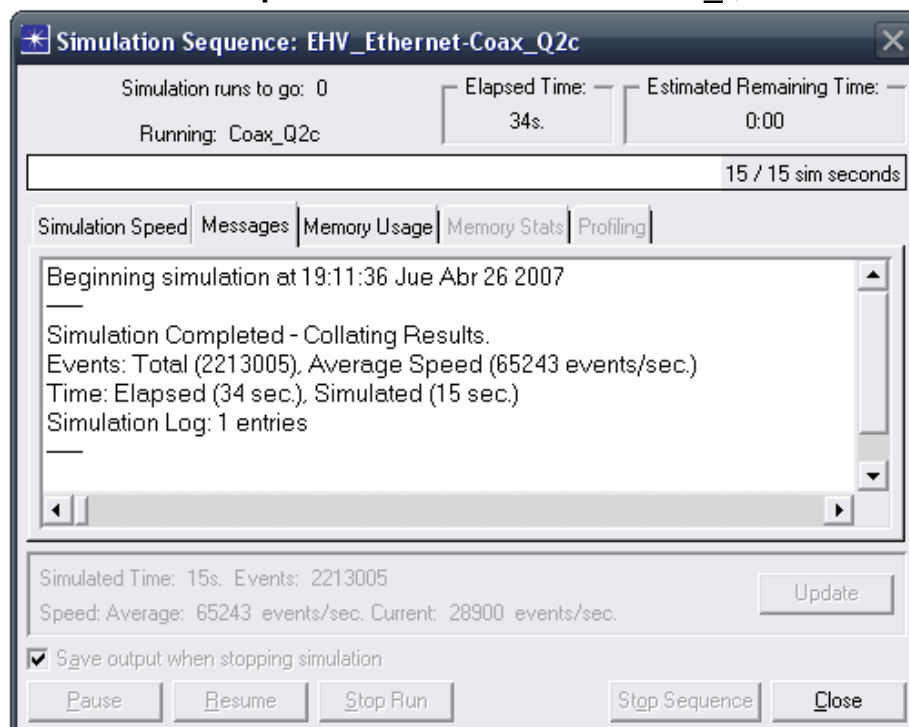 Simulation Sequence: EHV_Ethernet-Coax_Q2c
Simulation runs to go: 0
Running: Coax_Q2c
Elapsed Time:
34s.
Estimated Remaining Time:
0:00
15 / 15 sim seconds
Simulation Speed Messages Memory Usage Memory Stats Profiling
Beginning simulation at 19:11:36 Jue Abr 26 2007
----
Simulation Completed - Collating Results.
Events: Total (2213005), Average Speed (65243 events/sec.)
Time: Elapsed (34 sec.), Simulated (15 sec.)
Simulation Log: 1 entries
----
Simulated Time: 15s. Events: 2213005
Speed: Average: 65243 events/sec. Current: 28900 events/sec.
Update
Save output when stopping simulation
Pause Resume Stop Run Stop Sequence Close